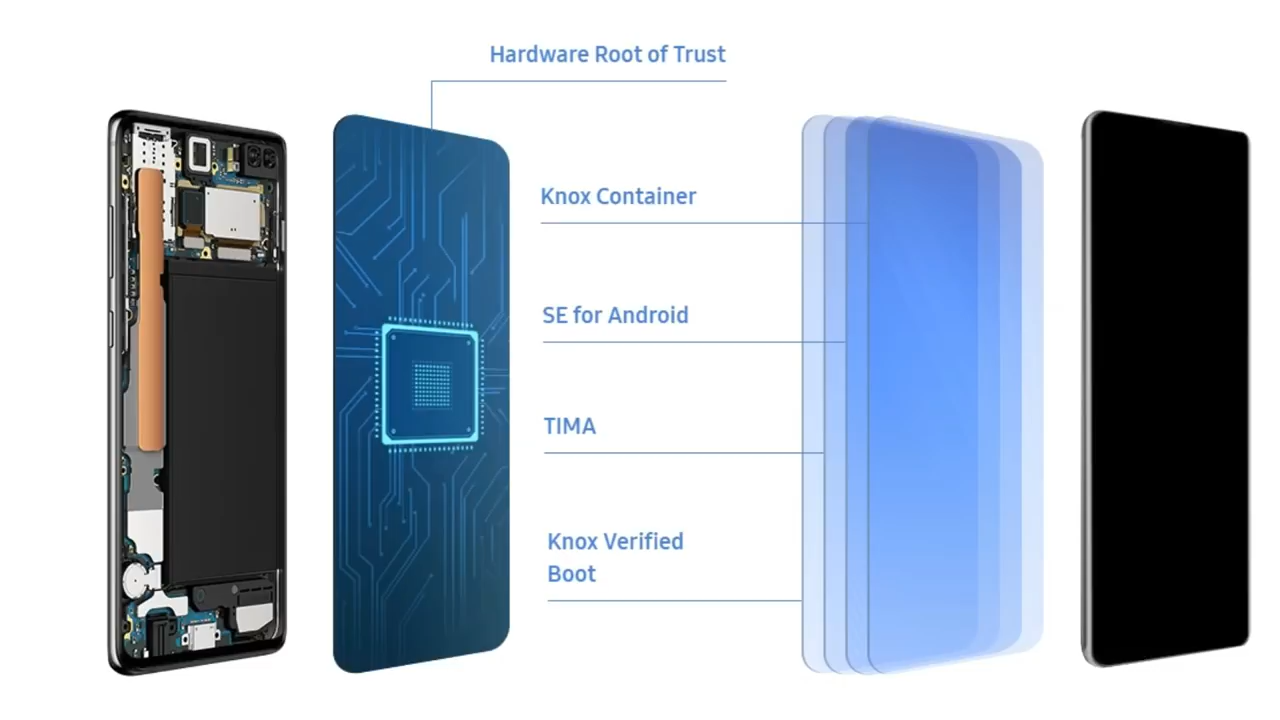 Hardware Root of Trust
Knox Container
SE for Android
TIMA
Knox Verified
Boot